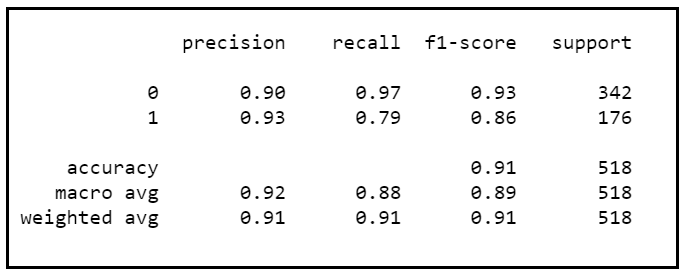 precision recall f1-score support
0 0.90 0.97 0.93 342
1 0.93 0.79 0.86 176
accuracy 0.91 518
macro avg 0.92 0.88 0.89 518
weighted avg 0.91 0.91 0.91 518